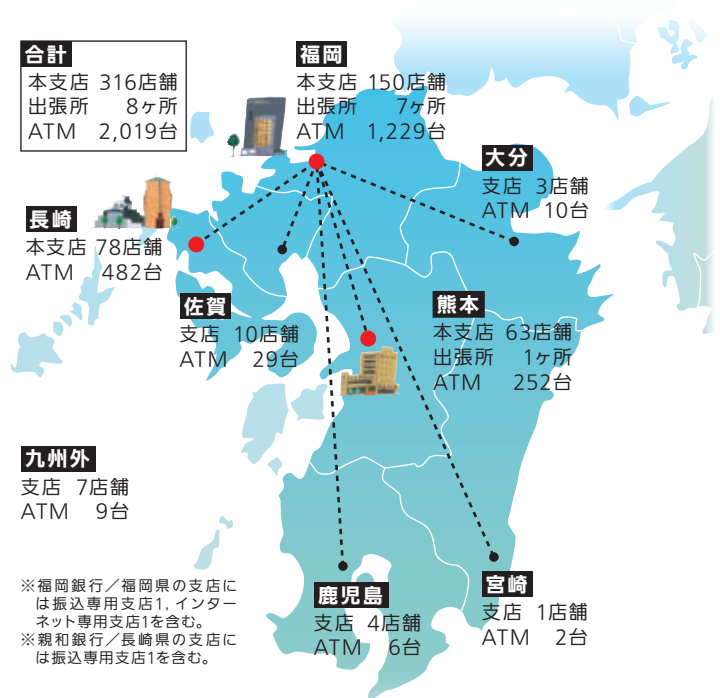 合計
本支店 316店舗
出張所 8ヶ所
ATM 2,019台
福岡
本支店 150店舗
出張所 7ヶ所
ATM 1,229台
大分
支店 3店舗
ATM 10台
長崎
本支店 78店舗
ATM 482台
佐賀
支店 10店舗
ATM 29台
熊本
本支店 63店舗
出張所 1ヶ所
ATM 252台
九州外
支店 7店舗
ATM 9台
鹿児島
支店 4店舗
ATM 6台
宮崎
支店 1店舗
ATM 2台
※福岡銀行／福岡県の支店に
は振込専用支店1, インター
ネット専用支店1を含む。
※親和銀行／長崎県の支店に
は振込専用支店1を含む。